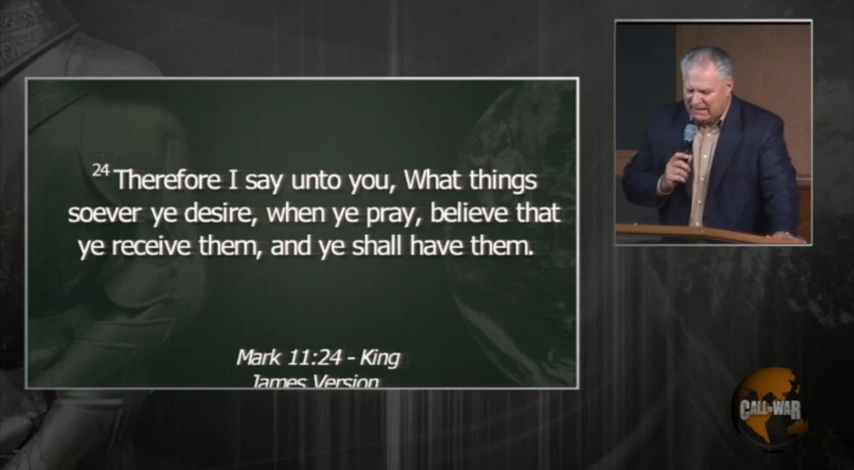 24 Therefore I say unto you, What things
soever ye desire, when ye pray, believe that
ye receive them, and ye shall have them.
Mark 11:24 - King
James Version
CALL TO WAR